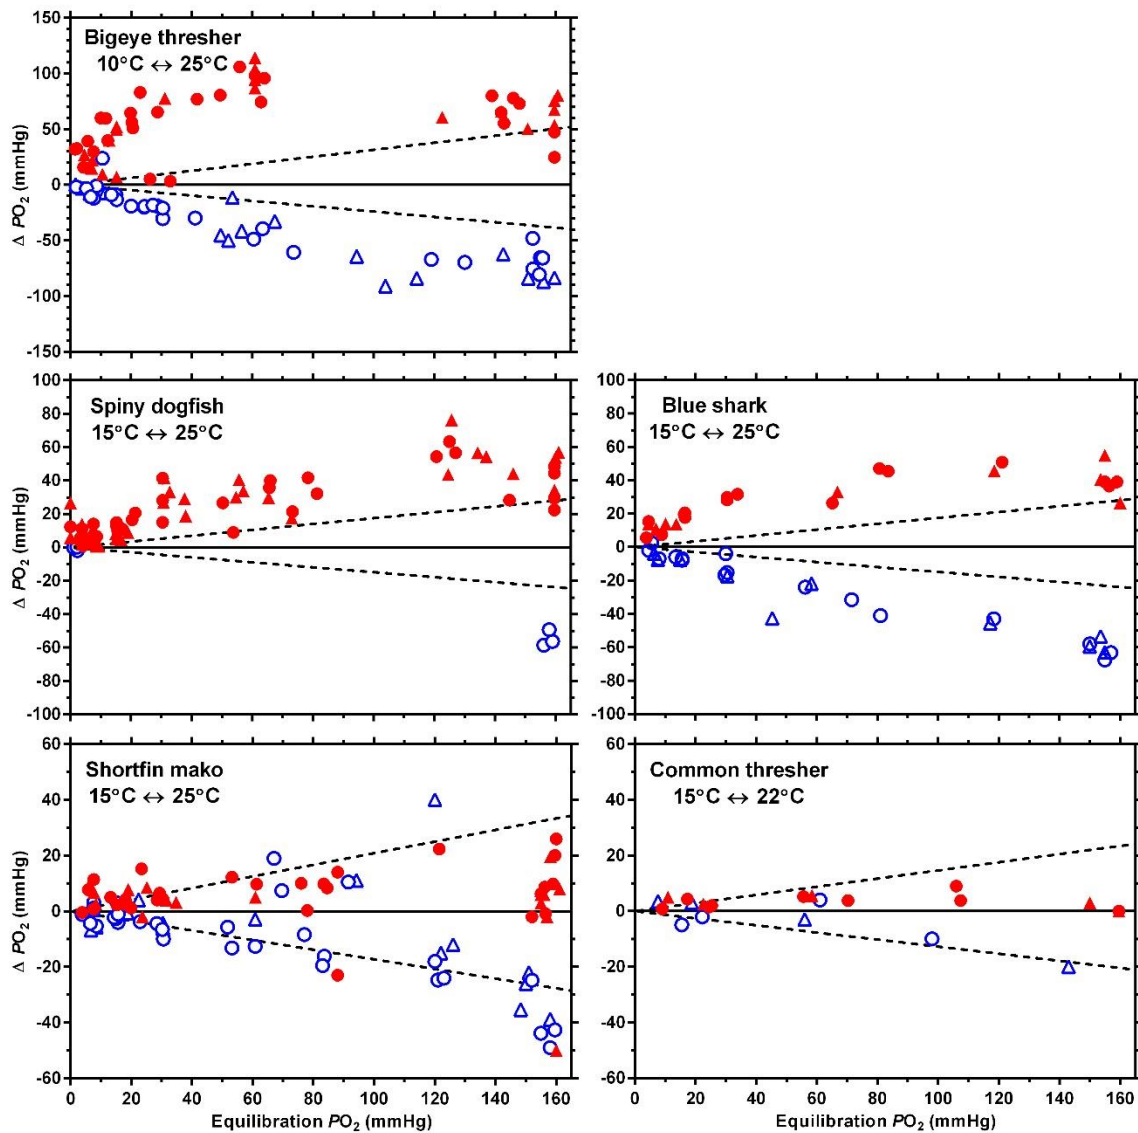 Bigeye thresher
10°C ↔ 25°C
150
100
50
0
-50
-100
-150
Δ PO₂ (mmHg)
Spiny dogfish
15°C ↔ 25°C
100
80
60
40
20
0
-20
-40
-60
-80
-100
Δ PO₂ (mmHg)
Blue shark
15°C ↔ 25°C
100
80
60
40
20
0
-20
-40
-60
-80
-100
Shortfin mako
15°C ↔ 25°C
60
40
20
0
-20
-40
-60
Δ PO₂ (mmHg)
0 20 40 60 80 100 120 140 160
Equilibration PO₂ (mmHg)
Common thresher
15°C ↔ 22°C
60
40
20
0
-20
-40
-60
0 20 40 60 80 100 120 140 160
Equilibration PO₂ (mmHg)